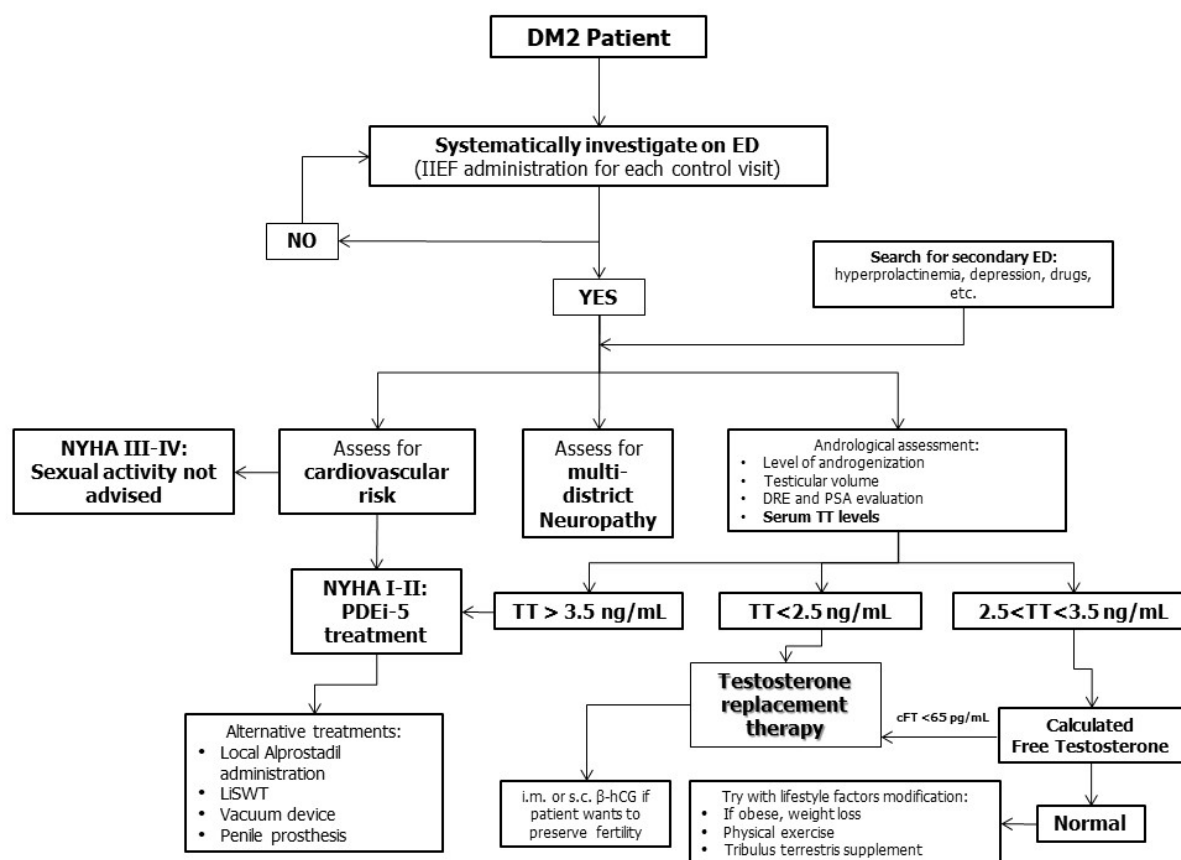 DM2 Patient
Systematically investigate on ED
(IIEF administration for each control visit)
NO
YES
Search for secondary ED:
hyperprolactinemia, depression, drugs,
etc.
NYHA III-IV:
Sexual activity not
advised
Assess for
cardiovascular
risk
Assess for
multi-
district
Neuropathy
Andrological assessment:
• Level of androgenization
• Testicular volume
• DRE and PSA evaluation
• Serum TT levels
NYHA I-II:
PDEi-5
treatment
TT > 3.5 ng/mL
TT<2.5 ng/mL
2.5<TT<3.5 ng/mL
Testosterone
replacement
therapy
cFT <65 pg/mL
Calculated
Free Testosterone
Alternative treatments:
• Local Alprostadil
administration
• LiSWT
• Vacuum device
• Penile prosthesis
i.m. or s.c. β-hCG if
patient wants to
preserve fertility
Try with lifestyle factors modification:
• If obese, weight loss
• Physical exercise
• Tribulus terrestris supplement
Normal